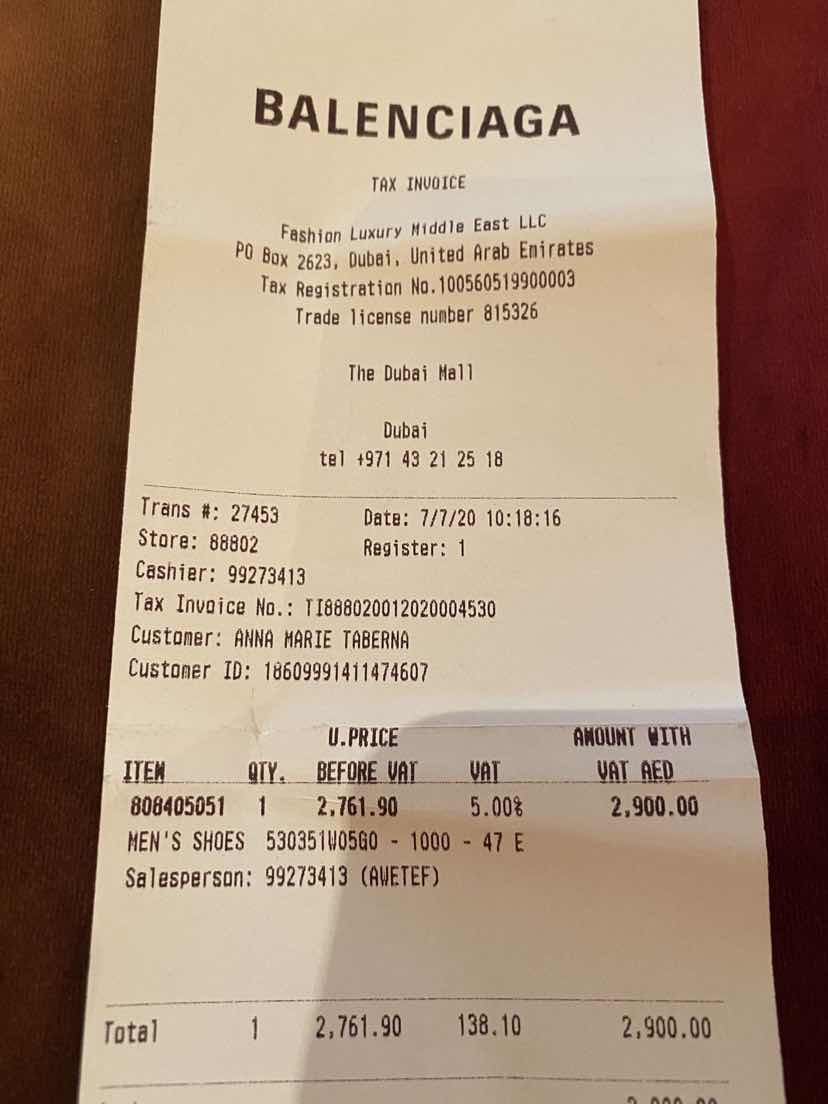 BALENCIAGA
TAX INVOICE
Fashion Luxury Middle East LLC
PO Box 2623, Dubai, United Arab Emirates
Tax Registration No.100560519900003
Trade license number 815326
The Dubai Mall
Dubai
tel +971 43 21 25 18
Trans #: 27453 Date: 7/7/20 10:18:16
Store: 88802 Register: 1
Cashier: 99273413
Tax Invoice No.: TI888020012020004530
Customer: ANNA MARIE TABERNA
Customer ID: 18609991411474607
U.PRICE AMOUNT WITH
ITEM QTY. BEFORE VAT VAT VAT AED
808405051 1 2,761.90 5.00% 2,900.00
MEN'S SHOES 530351W05GO - 1000 - 47 E
Salesperson: 99273413 (AWETEF)
Total 1 2,761.90 138.10 2,900.00